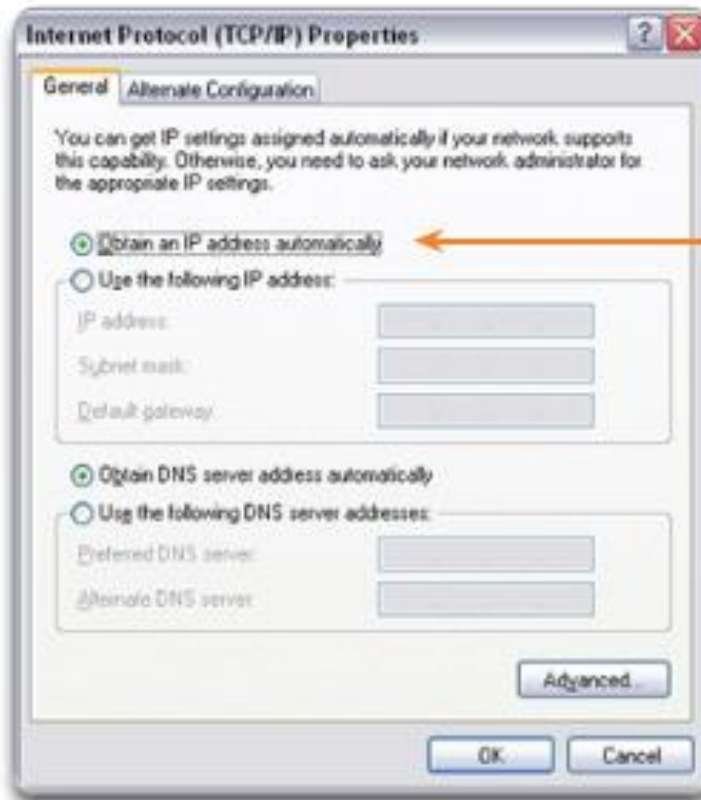 Internet Protocol (TCP/IP) Properties
General
Alternate Configuration
You can get IP settings assigned automatically if your network supports
this capability. Otherwise, you need to ask your network administrator for
the appropriate IP settings.
Obtain an IP address automatically
Use the following IP address:
IP address:
Subnet mask:
Default gateway:
Obtain DNS server address automatically
Use the following DNS server addresses:
Preferred DNS server:
Alternate DNS server:
Advanced...
OK
Cancel